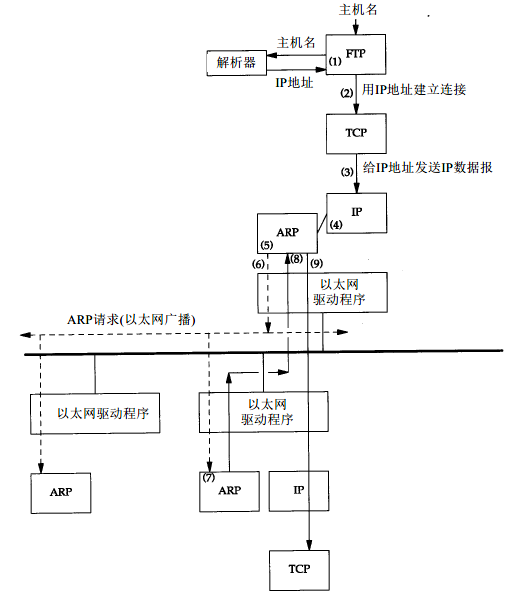 主机名
主机名
FTP
(1)
解析器
IP地址
(2) 用IP地址建立连接
TCP
(3) 给IP地址发送IP数据报
IP
(4)
ARP
(5)
(6) (8) (9)
以太网
驱动程序
ARP请求(以太网广播)
以太网驱动程序
以太网
驱动程序
ARP
(7)
ARP
IP
TCP